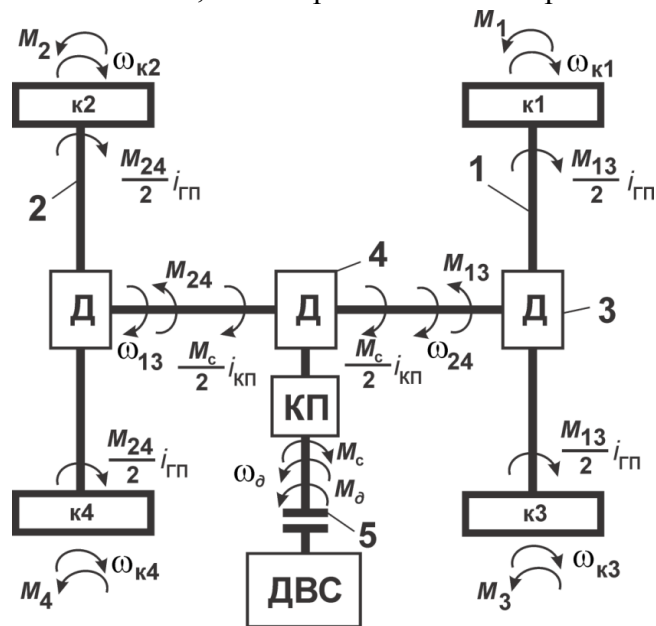 M₂ M₁
ωк2 ωк1
к2 к1
M₂₄/2 iГП M₁₃/2 iГП
2 1
M₂₄ 4 M₁₃
Д Д Д 3
ω₁₃ Mс/2 iКП Mс/2 iКП ω₂₄
КП
M₂₄/2 iГП Mс M₁₃/2 iГП
ωд Mд
к4 5 к3
M₄ ωк4 ДВС M₃ ωк3